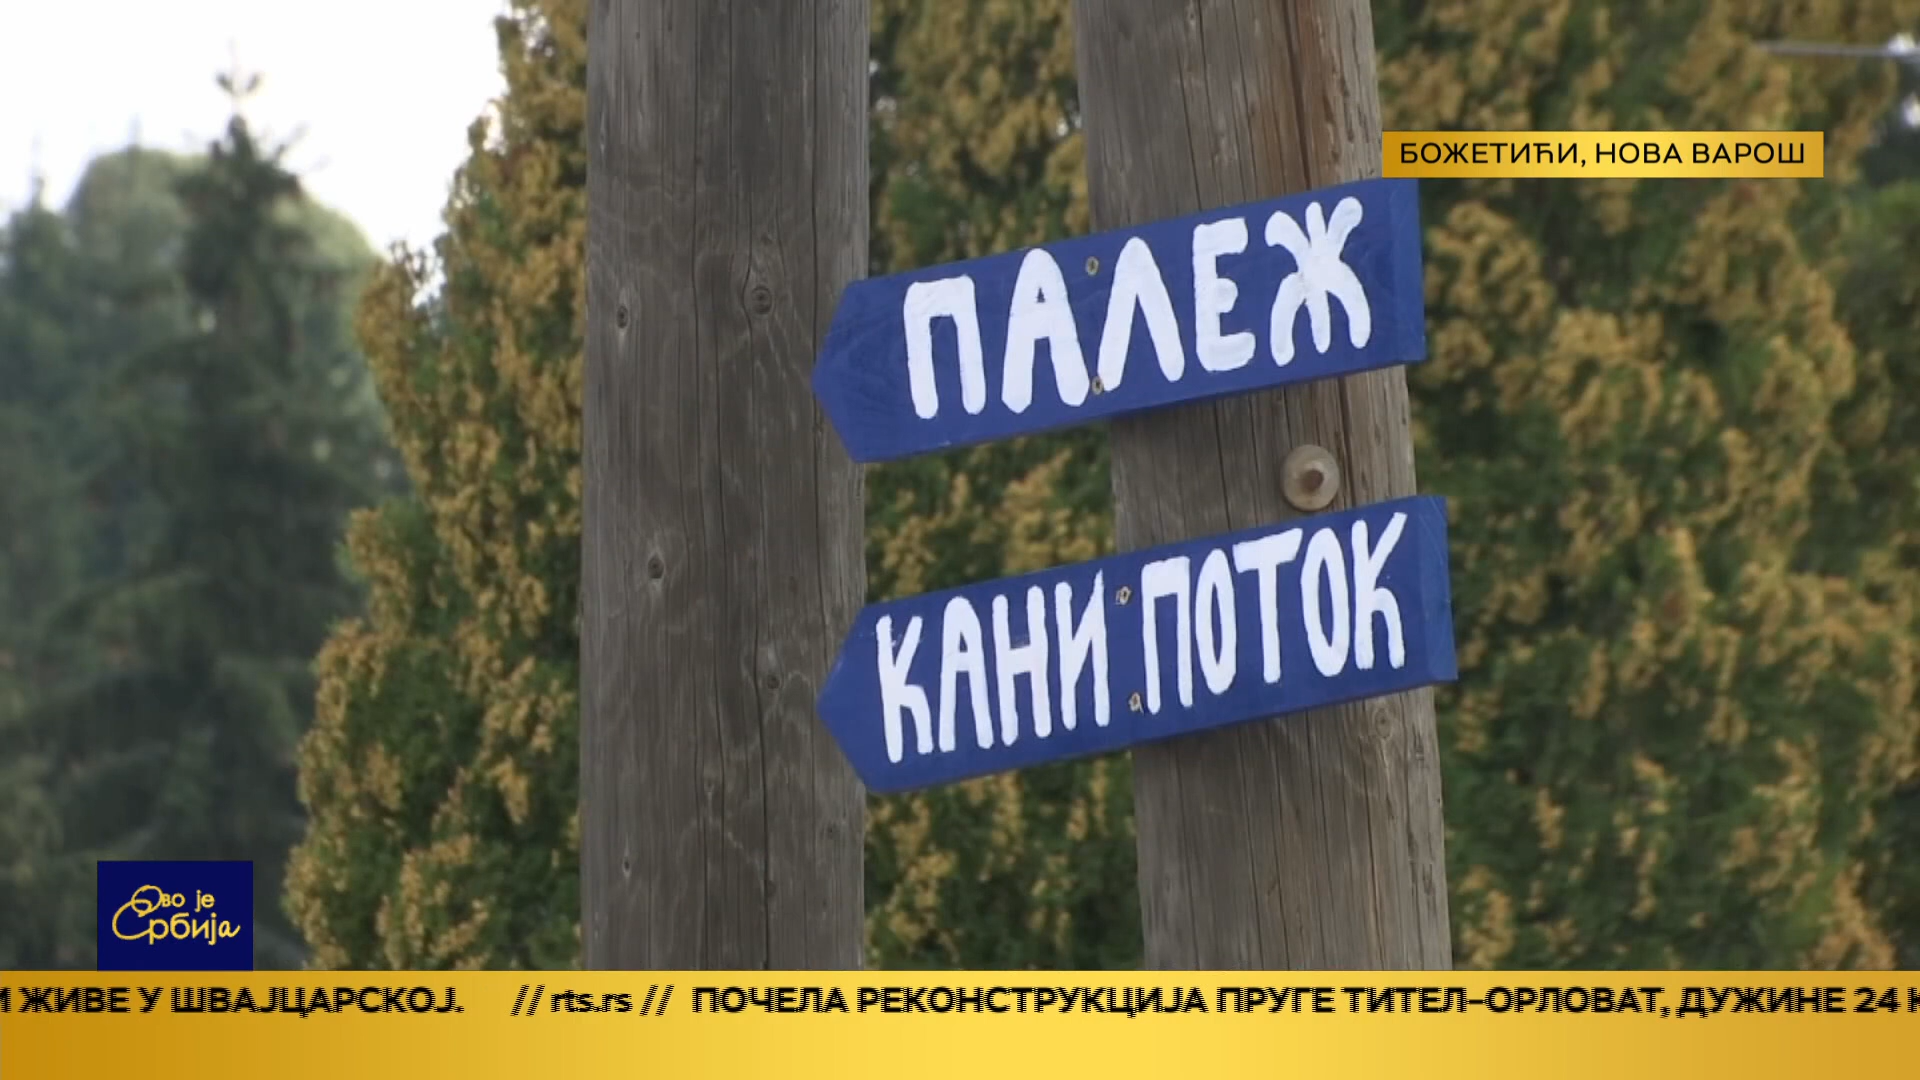 БОЖЕТИЋИ, НОВА ВАРОШ
ПАЛЕЖ
КАНИ ПОТОК
Ово је
Србија
И ЖИВЕ У ШВАЈЦАРСКОЈ. // rts.rs // ПОЧЕЛА РЕКОНСТРУКЦИЈА ПРУГЕ ТИТЕЛ–ОРЛОВАТ, ДУЖИНЕ 24